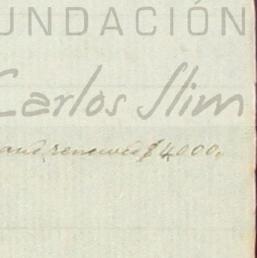 UNDACIÓN
Carlos Slim
and renewed $4000.